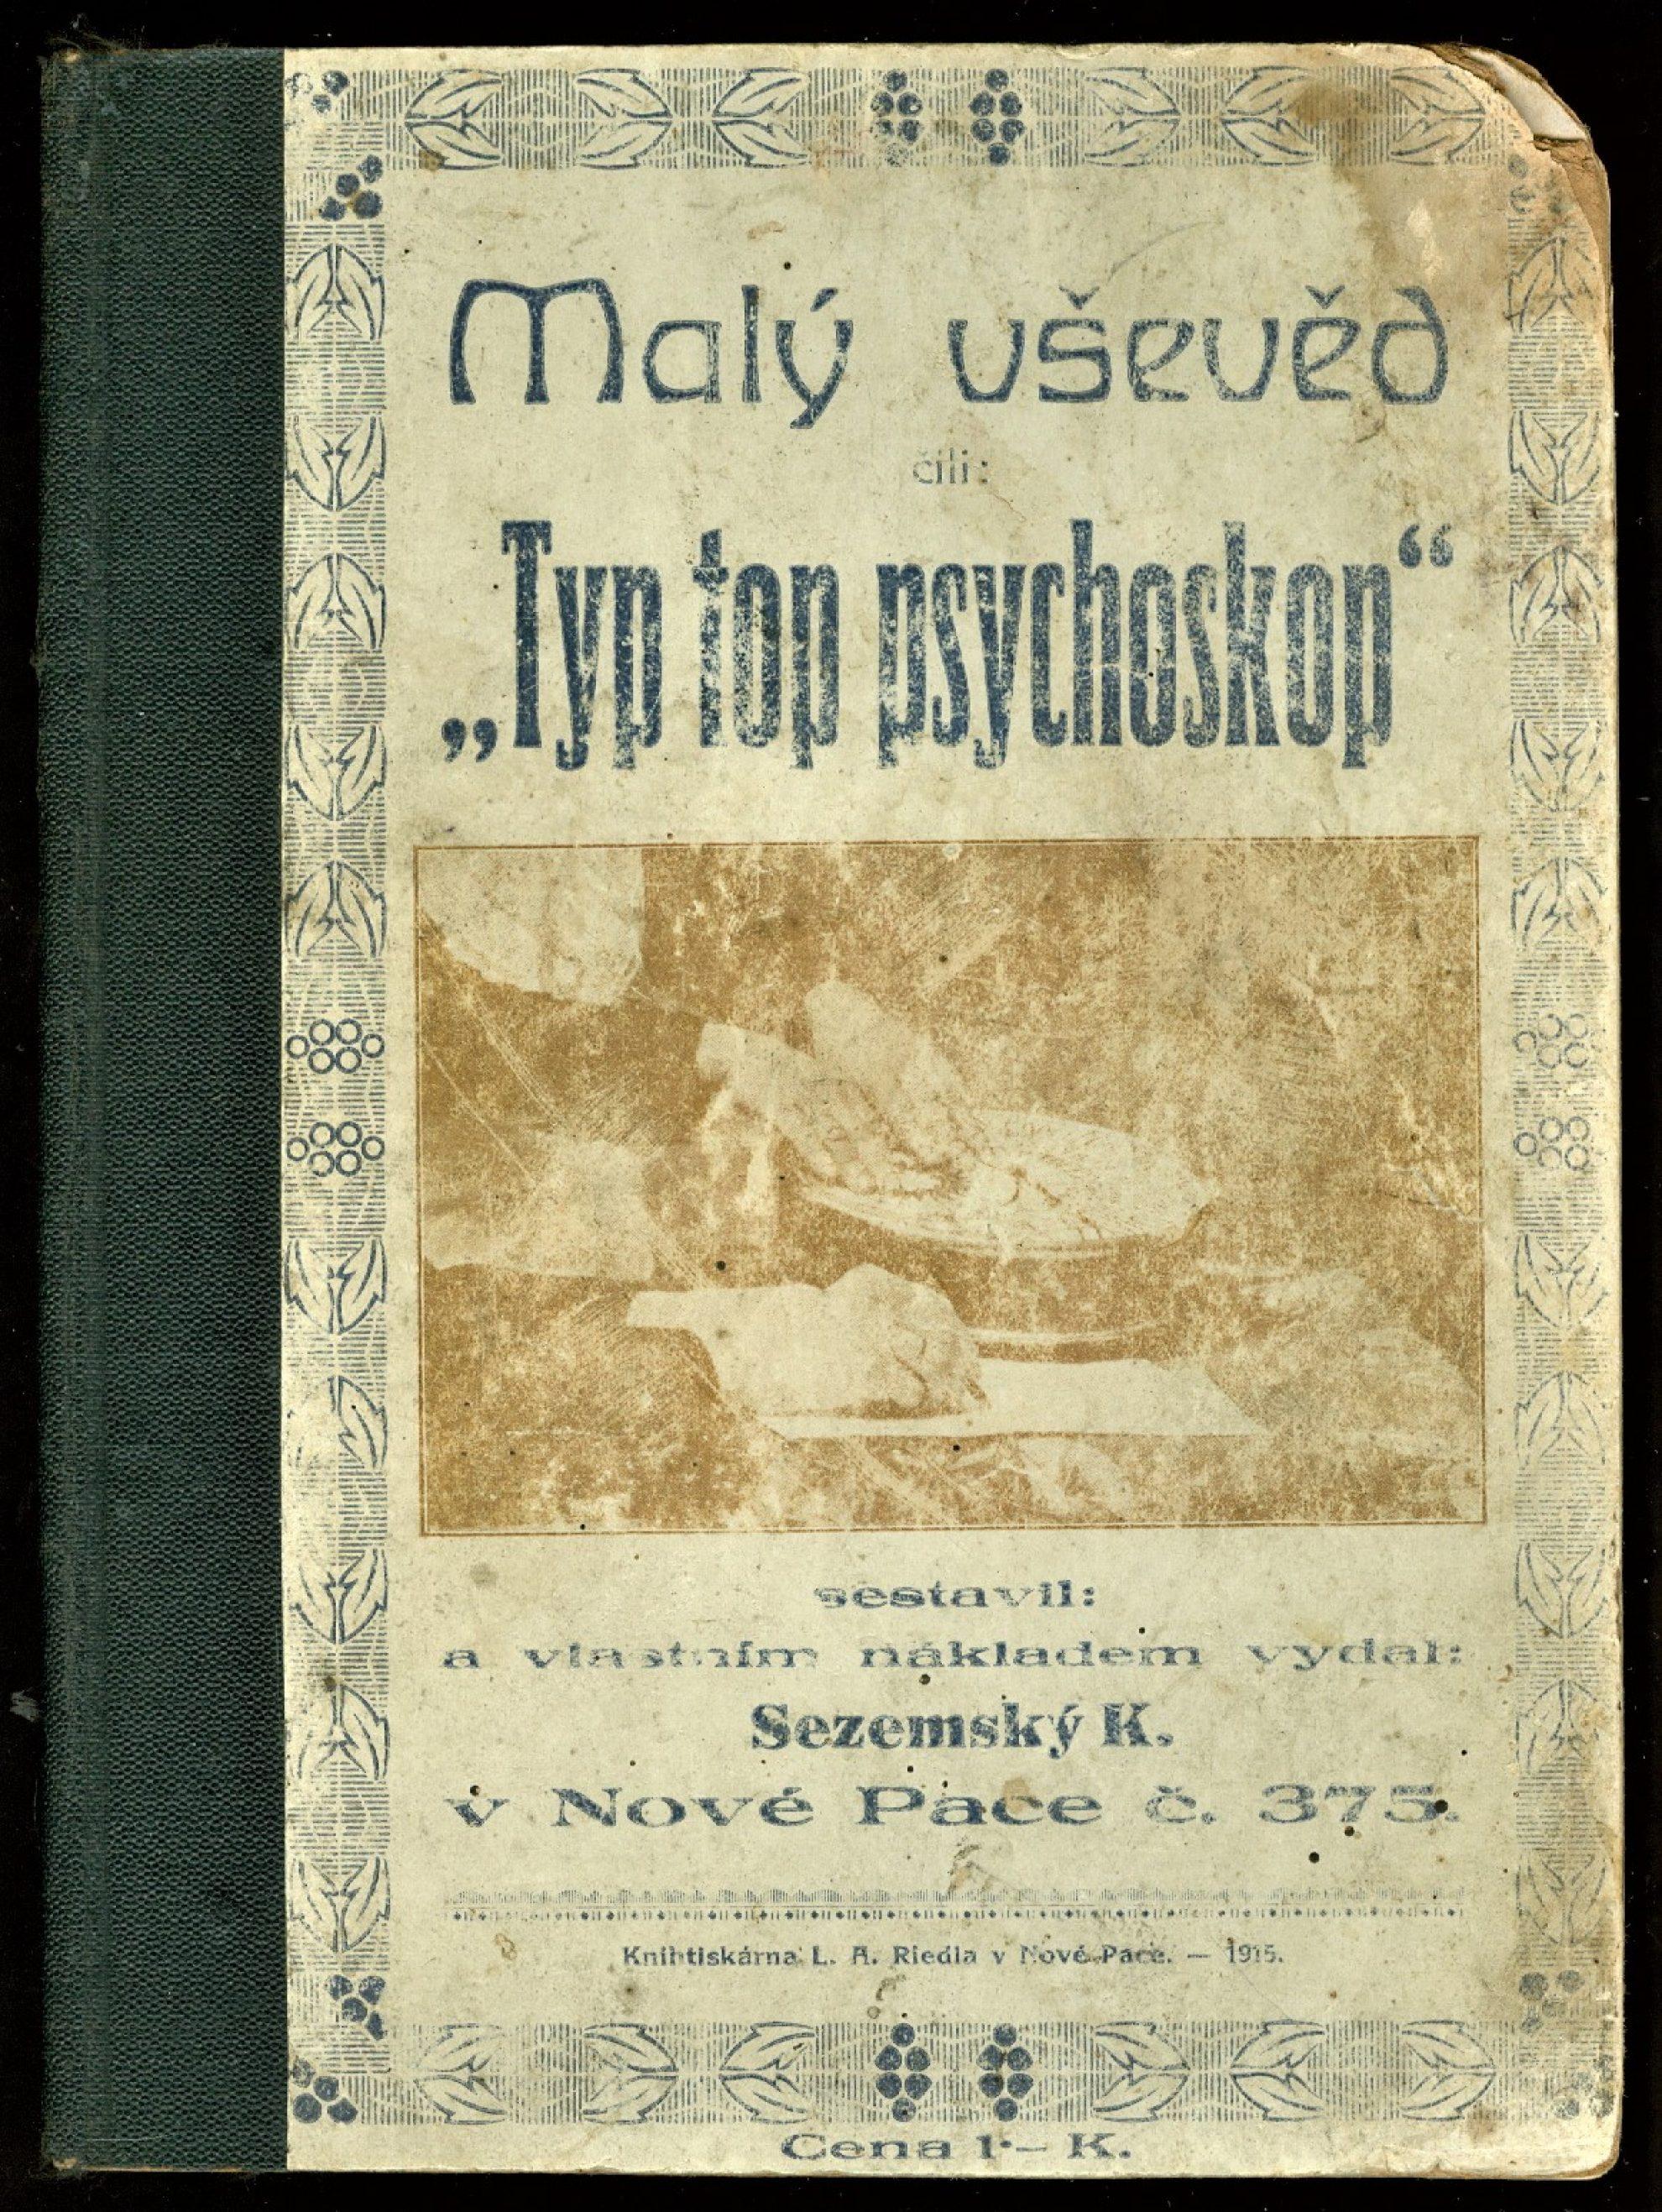 Malý vševěd
čili:
„Typ top psychoskop“
sestavil:
a vlastním nákladem vydal:
Sezemský K.
v Nové Pace č. 375.
Knihtiskárna L. A. Riedla v Nové Pace. — 1915.
Cena 1·— K.